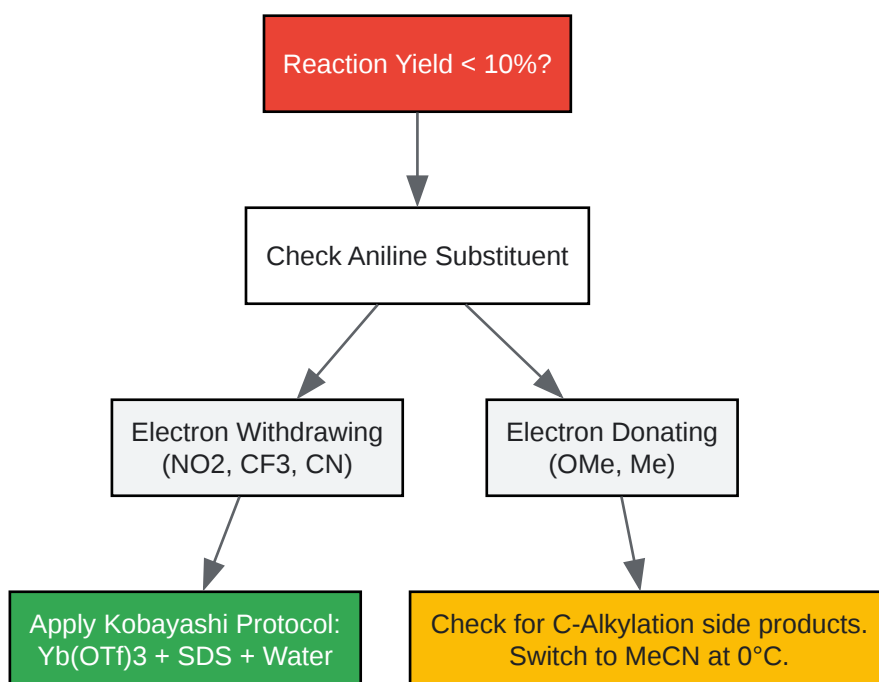 Reaction Yield < 10%?
Check Aniline Substituent
Electron Withdrawing
(NO2, CF3, CN)
Electron Donating
(OMe, Me)
Apply Kobayashi Protocol:
Yb(OTf)3 + SDS + Water
Check for C-Alkylation side products.
Switch to MeCN at 0°C.